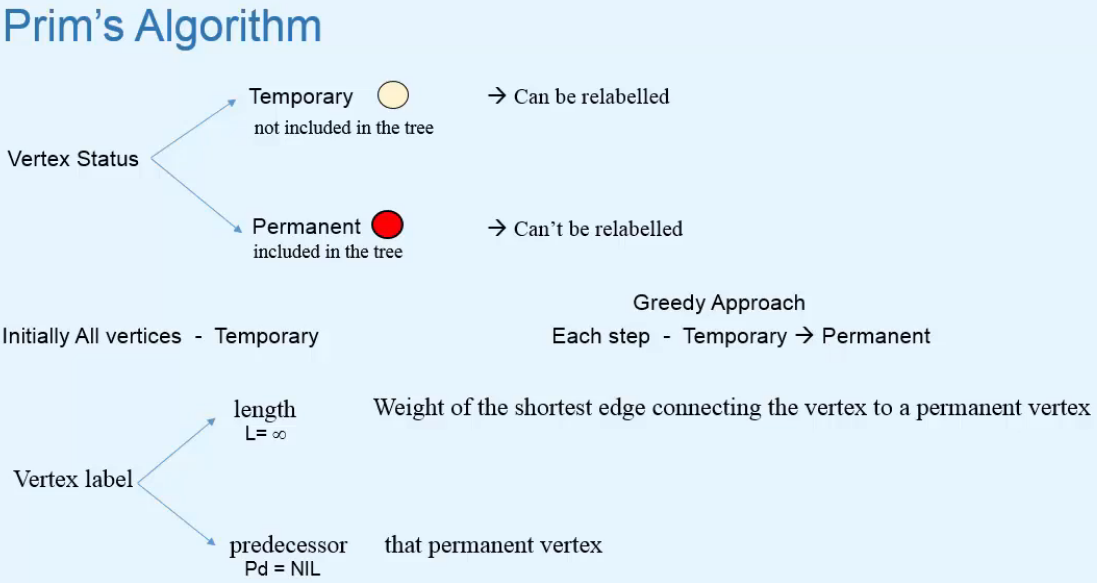 Prim's Algorithm
Temporary → Can be relabelled
not included in the tree
Vertex Status
Permanent → Can't be relabelled
included in the tree
Greedy Approach
Initially All vertices - Temporary Each step - Temporary → Permanent
length Weight of the shortest edge connecting the vertex to a permanent vertex
L= ∞
Vertex label
predecessor that permanent vertex
Pd = NIL